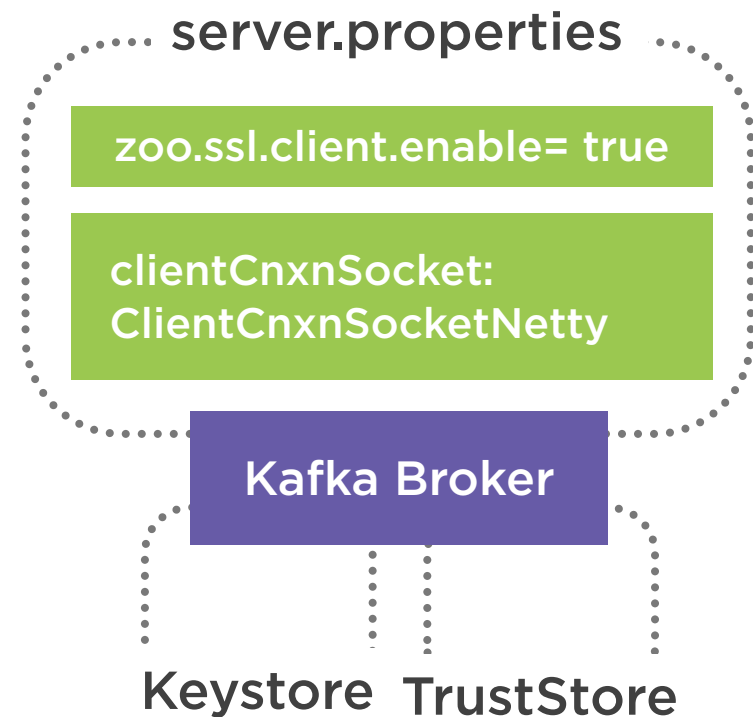 server.properties
zoo.ssl.client.enable= true
clientCnxnSocket:
ClientCnxnSocketNetty
Kafka Broker
Keystore TrustStore